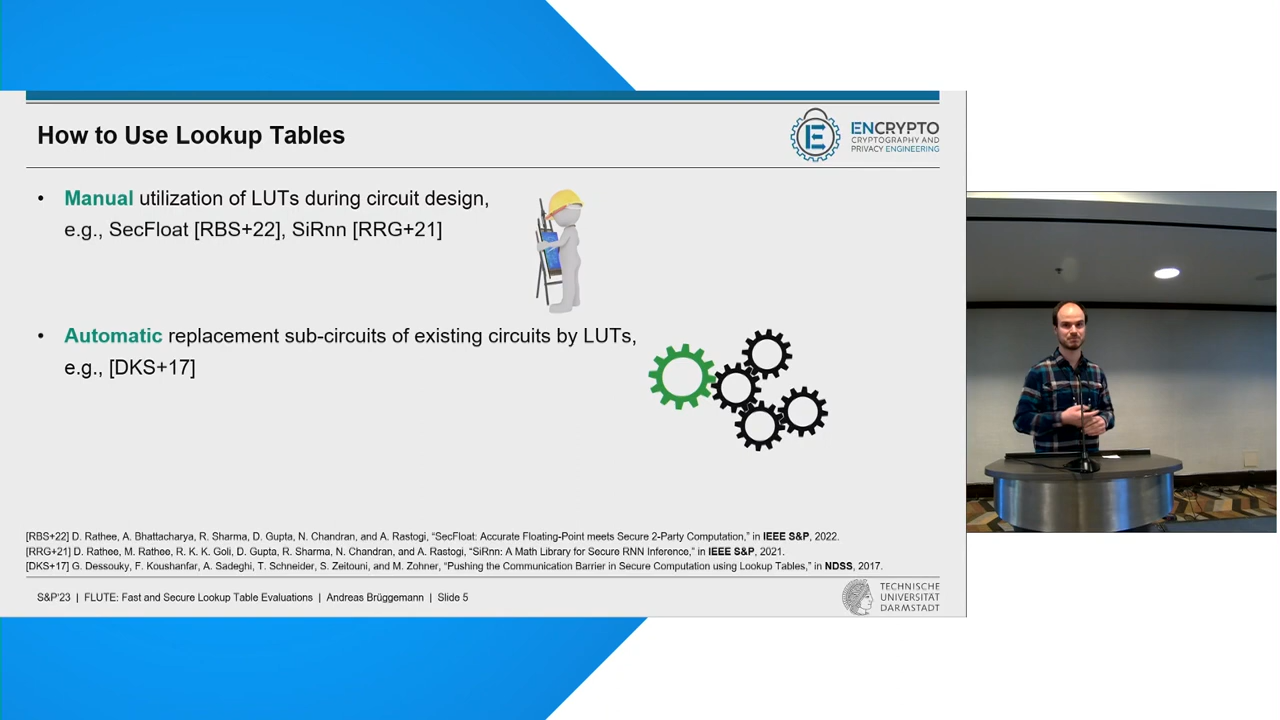 How to Use Lookup Tables
ENCRYPTO
CRYPTOGRAPHY AND
PRIVACY ENGINEERING
• Manual utilization of LUTs during circuit design,
e.g., SecFloat [RBS+22], SiRnn [RRG+21]
• Automatic replacement sub-circuits of existing circuits by LUTs,
e.g., [DKS+17]
[RBS+22] D. Rathee, A. Bhattacharya, R. Sharma, D. Gupta, N. Chandran, and A. Rastogi, “SecFloat: Accurate Floating-Point meets Secure 2-Party Computation,” in IEEE S&P, 2022.
[RRG+21] D. Rathee, M. Rathee, R. K. K. Goli, D. Gupta, R. Sharma, N. Chandran, and A. Rastogi, “SiRnn: A Math Library for Secure RNN Inference,” in IEEE S&P, 2021.
[DKS+17] G. Dessouky, F. Koushanfar, A. Sadeghi, T. Schneider, S. Zeitouni, and M. Zohner, “Pushing the Communication Barrier in Secure Computation using Lookup Tables,” in NDSS, 2017.
S&P'23 | FLUTE: Fast and Secure Lookup Table Evaluations | Andreas Brüggemann | Slide 5
TECHNISCHE
UNIVERSITÄT
DARMSTADT